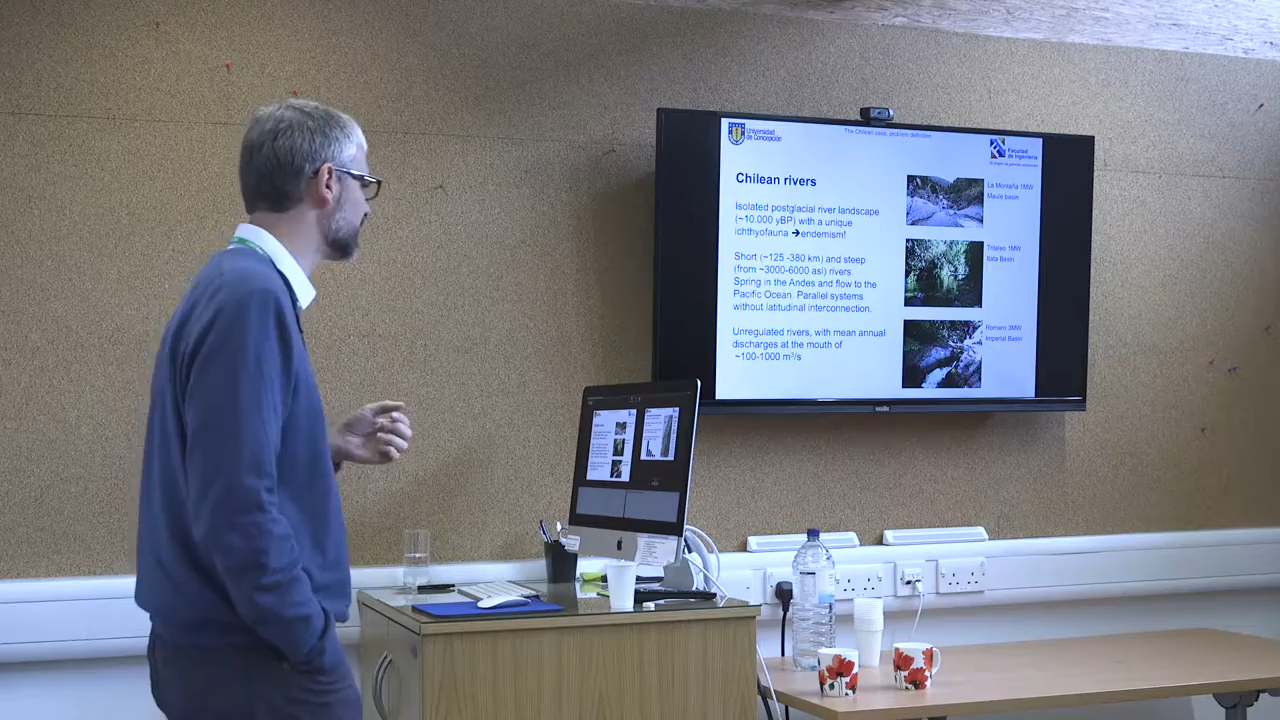 Universidad
de Concepción
The Chilean case, problem definition
Facultad
de Ingeniería
Chilean rivers
Isolated postglacial river landscape
(~10.000 yBP) with a unique
ichthyofauna ➔endemism!
Short (~125 -380 km) and steep
(from ~3000-6000 asl) rivers.
Spring in the Andes and flow to the
Pacific Ocean. Parallel systems
without latitudinal interconnection.
Unregulated rivers, with mean annual
discharges at the mouth of
~100-1000 m³/s
La Montaña 1MW
Maule basin
Trilaleo 1MW
Itata Basin
Romero 3MW
Imperial Basin